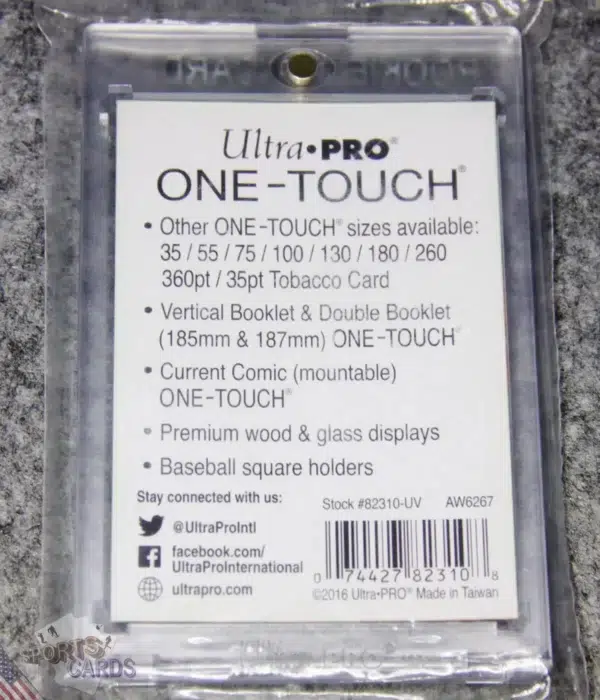 ROOKIE CARD
Ultra•PRO®
ONE-TOUCH®
• Other ONE-TOUCH® sizes available:
35 / 55 / 75 / 100 / 130 / 180 / 260
360pt / 35pt Tobacco Card
• Vertical Booklet & Double Booklet
(185mm & 187mm) ONE-TOUCH®
• Current Comic (mountable)
ONE-TOUCH®
• Premium wood & glass displays
• Baseball square holders
Stay connected with us:
@UltraProIntl
facebook.com/
UltraProInternational
ultrapro.com
Stock #82310-UV AW6267
0 74427 82310 8
©2016 Ultra•PRO® Made in Taiwan
PRO
SPORTS
CARDS